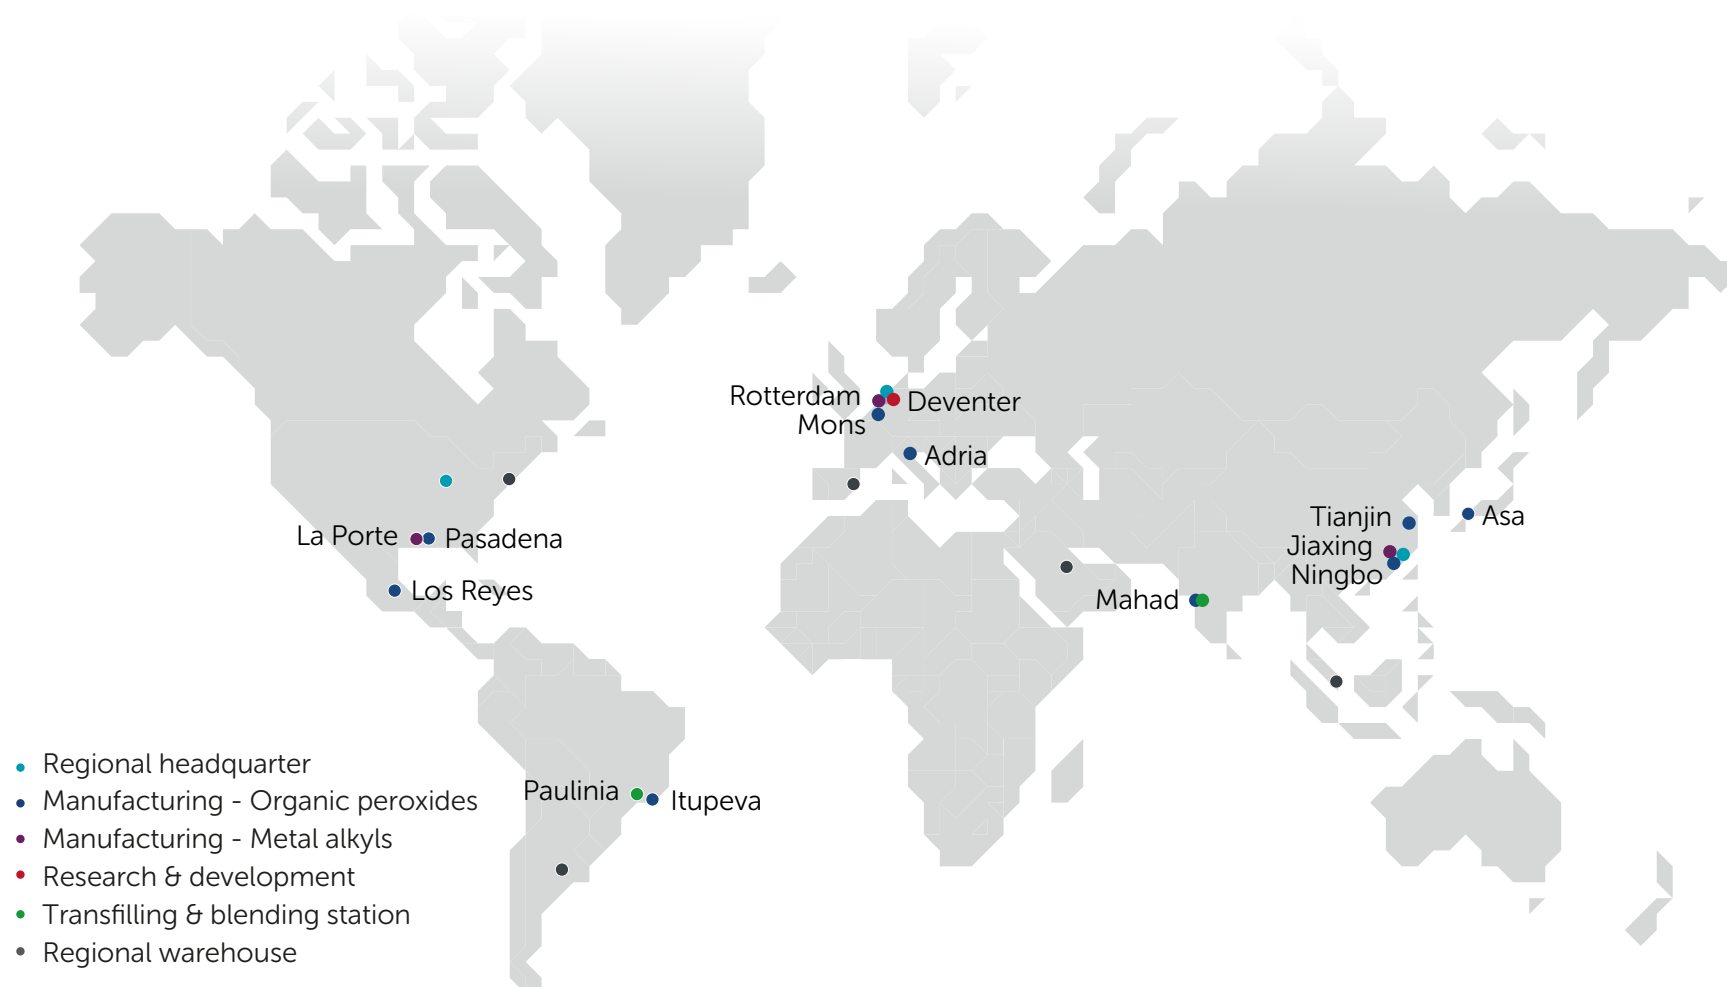 Rotterdam
Deventer
Mons
Adria
La Porte
Pasadena
Los Reyes
Tianjin
Asa
Jiaxing
Ningbo
Mahad
Paulinia
Itupeva
Regional headquarter
Manufacturing - Organic peroxides
Manufacturing - Metal alkyls
Research & development
Transfilling & blending station
Regional warehouse